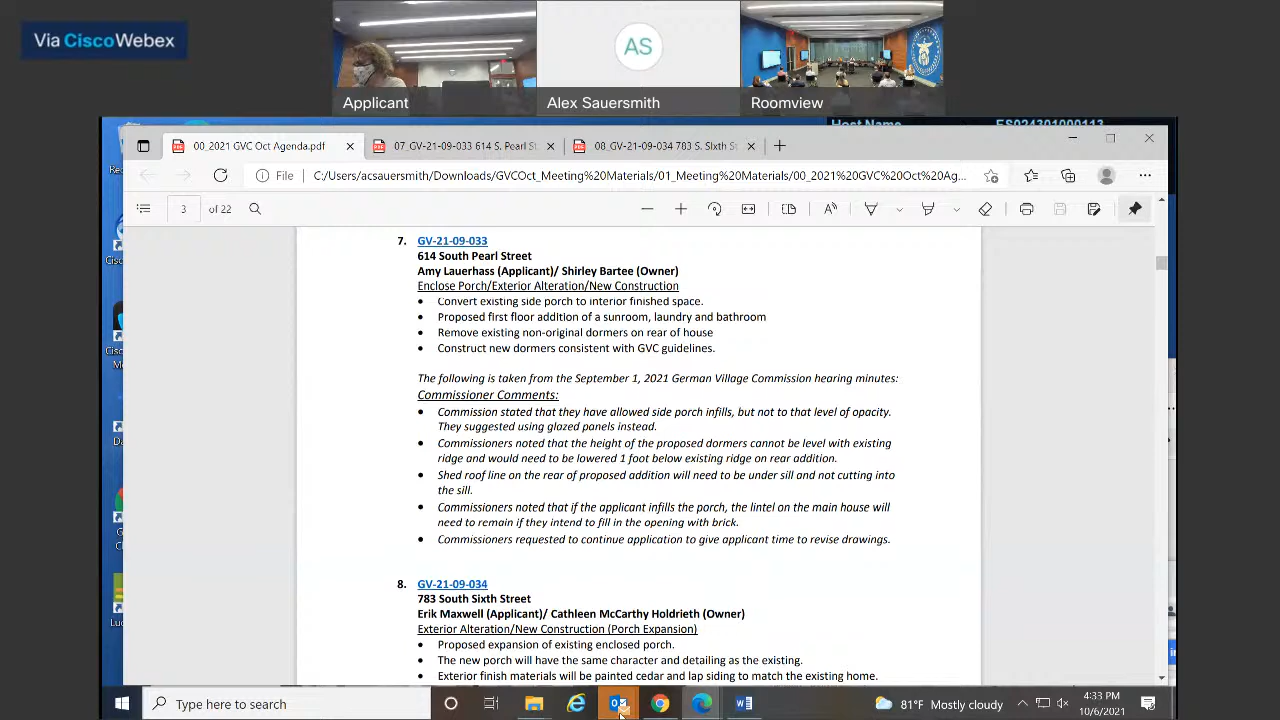 Via Cisco Webex
AS
Applicant
Alex Sauersmith
Roomview
Host Name
ES024301000113
00_2021 GVC Oct Agenda.pdf
07_GV-21-09-033 614 S. Pearl St
08_GV-21-09-034 783 S. Sixth St
File
C:/Users/acsauersmith/Downloads/GVCOct_Meeting%20Materials/01_Meeting%20Materials/00_2021%20GVC%20Oct%20Ag...
3 of 22
7. GV-21-09-033
614 South Pearl Street
Amy Lauerhass (Applicant)/ Shirley Bartee (Owner)
Enclose Porch/Exterior Alteration/New Construction
• Convert existing side porch to interior finished space.
• Proposed first floor addition of a sunroom, laundry and bathroom
• Remove existing non-original dormers on rear of house
• Construct new dormers consistent with GVC guidelines.
The following is taken from the September 1, 2021 German Village Commission hearing minutes:
Commissioner Comments:
• Commission stated that they have allowed side porch infills, but not to that level of opacity.
They suggested using glazed panels instead.
• Commissioners noted that the height of the proposed dormers cannot be level with existing
ridge and would need to be lowered 1 foot below existing ridge on rear addition.
• Shed roof line on the rear of proposed addition will need to be under sill and not cutting into
the sill.
• Commissioners noted that if the applicant infills the porch, the lintel on the main house will
need to remain if they intend to fill in the opening with brick.
• Commissioners requested to continue application to give applicant time to revise drawings.
8. GV-21-09-034
783 South Sixth Street
Erik Maxwell (Applicant)/ Cathleen McCarthy Holdrieth (Owner)
Exterior Alteration/New Construction (Porch Expansion)
• Proposed expansion of existing enclosed porch.
• The new porch will have the same character and detailing as the existing.
• Exterior finish materials will be painted cedar and lap siding to match the existing home.
Type here to search
81°F Mostly cloudy
4:33 PM
10/6/2021